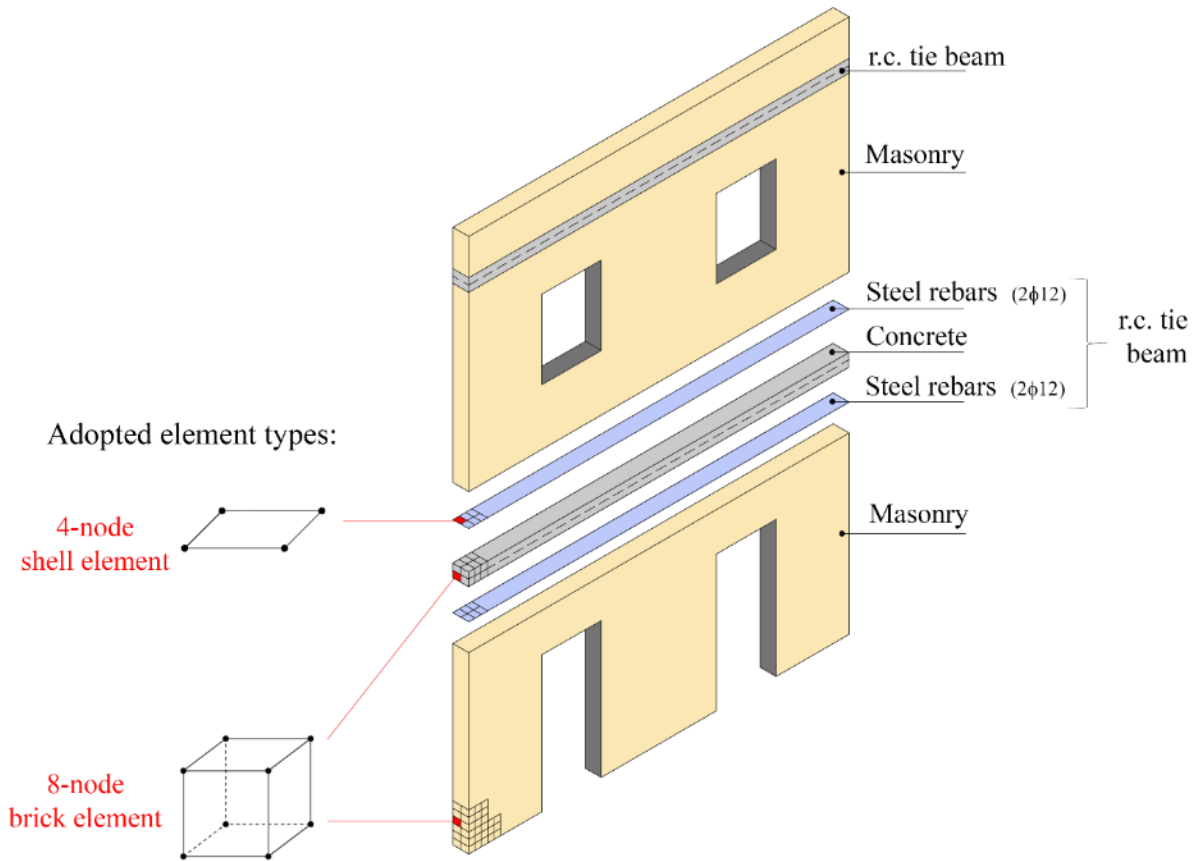 r.c. tie beam
Masonry
Steel rebars (2ϕ12)
Concrete
Steel rebars (2ϕ12)
r.c. tie
beam
Masonry
Adopted element types:
4-node
shell element
8-node
brick element